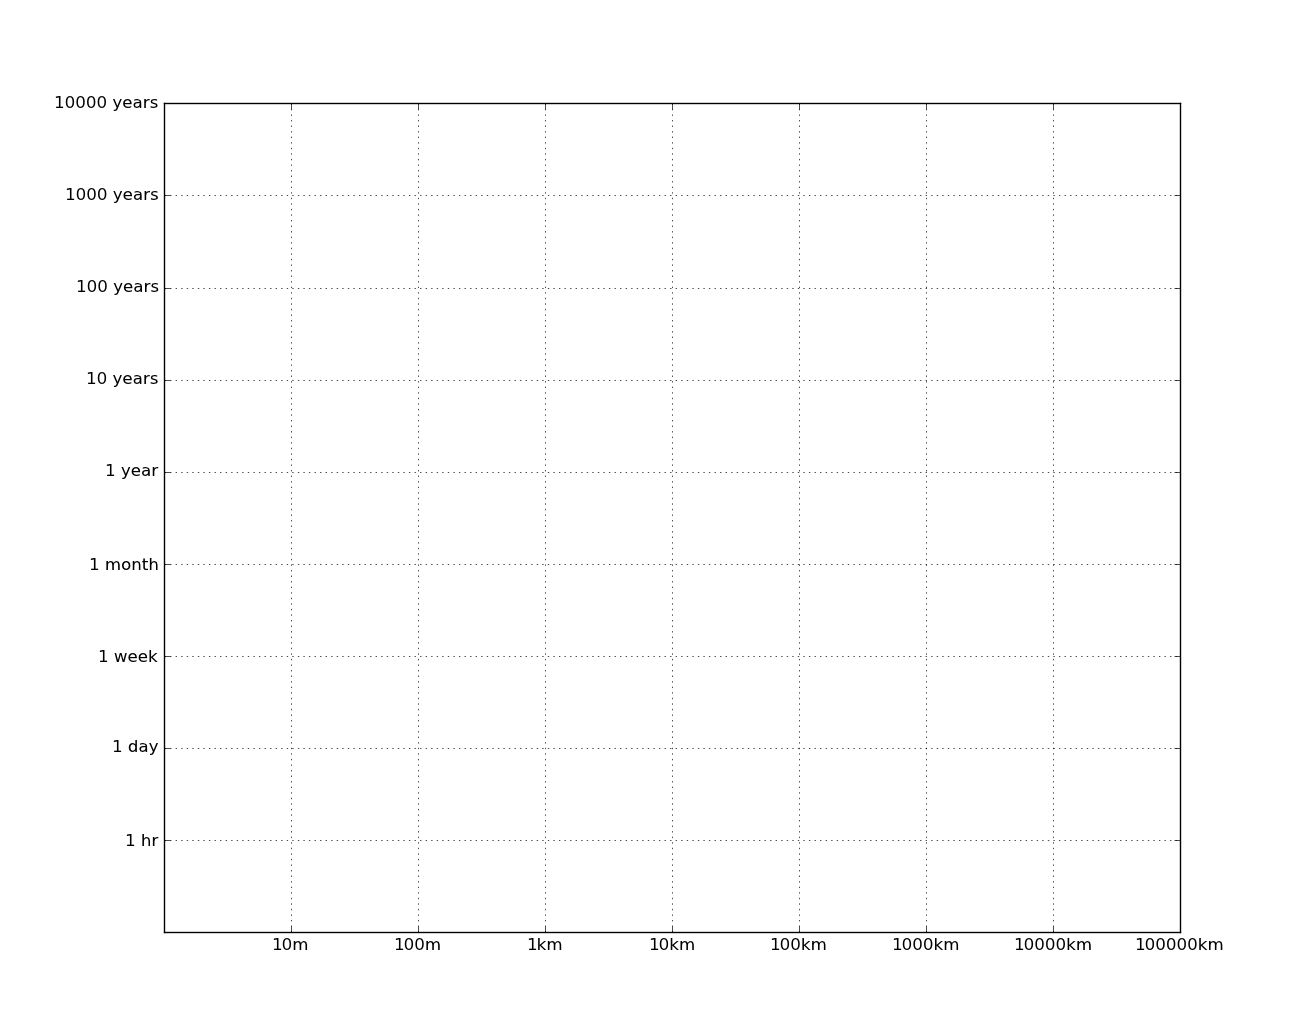 10000 years
1000 years
100 years
10 years
1 year
1 month
1 week
1 day
1 hr
10m 100m 1km 10km 100km 1000km 10000km 100000km